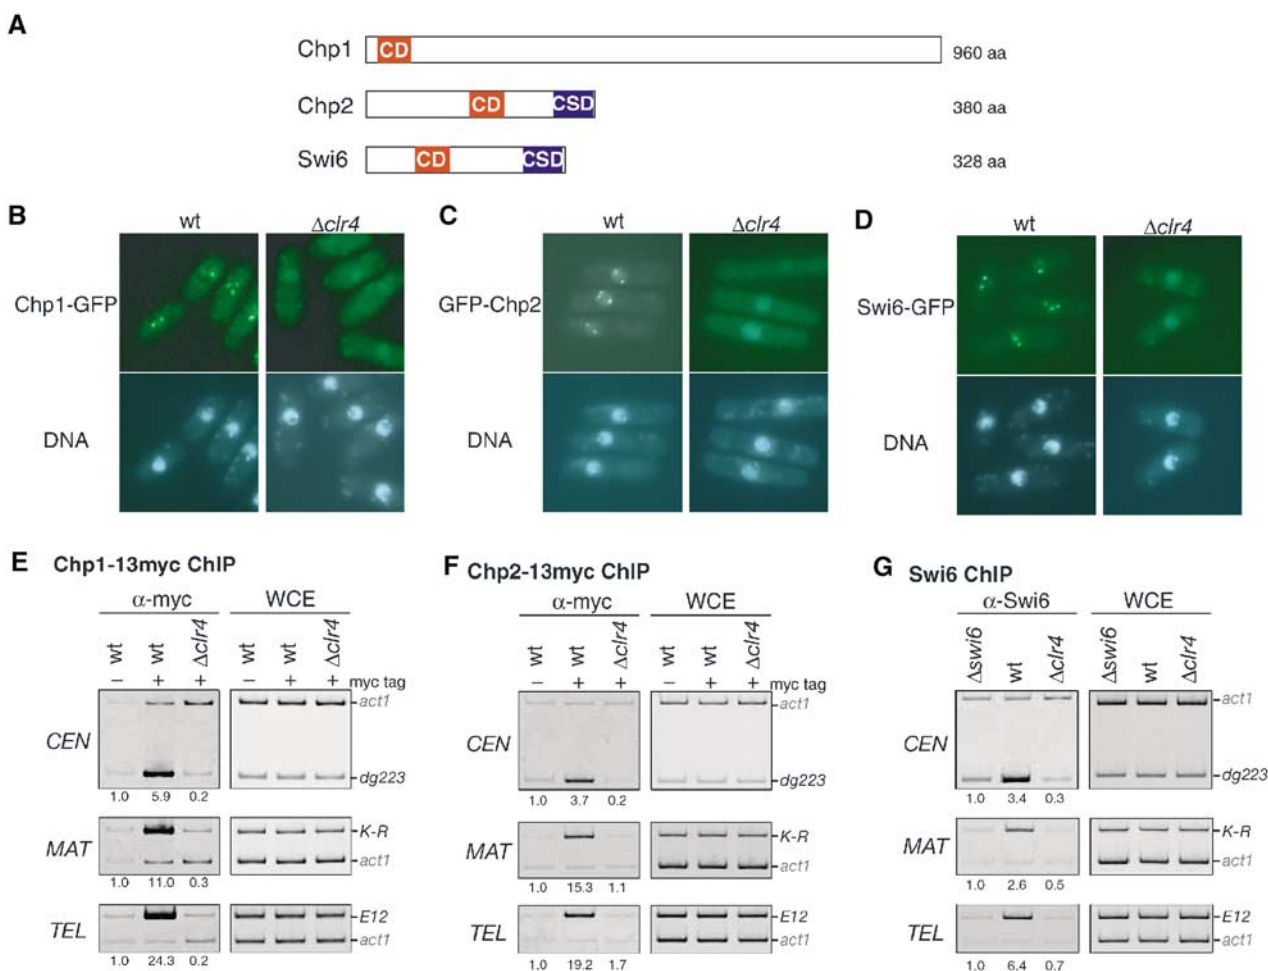 A
Chp1 CD 960 aa
Chp2 CD CSD 380 aa
Swi6 CD CSD 328 aa
B
wt Δclr4
Chp1-GFP
DNA
C
wt Δclr4
GFP-Chp2
DNA
D
wt Δclr4
Swi6-GFP
DNA
E Chp1-13myc ChIP
α-myc WCE
wt wt Δclr4 wt wt Δclr4
– + + – + + myc tag
CEN
act1
dg223
1.0 5.9 0.2
MAT
K-R
act1
1.0 11.0 0.3
TEL
E12
act1
1.0 24.3 0.2
F Chp2-13myc ChIP
α-myc WCE
wt wt Δclr4 wt wt Δclr4
– + + – + + myc tag
CEN
act1
dg223
1.0 3.7 0.2
MAT
K-R
act1
1.0 15.3 1.1
TEL
E12
act1
1.0 19.2 1.7
G Swi6 ChIP
α-Swi6 WCE
Δswi6 wt Δclr4 Δswi6 wt Δclr4
CEN
act1
dg223
1.0 3.4 0.3
MAT
K-R
act1
1.0 2.6 0.5
TEL
E12
act1
1.0 6.4 0.7